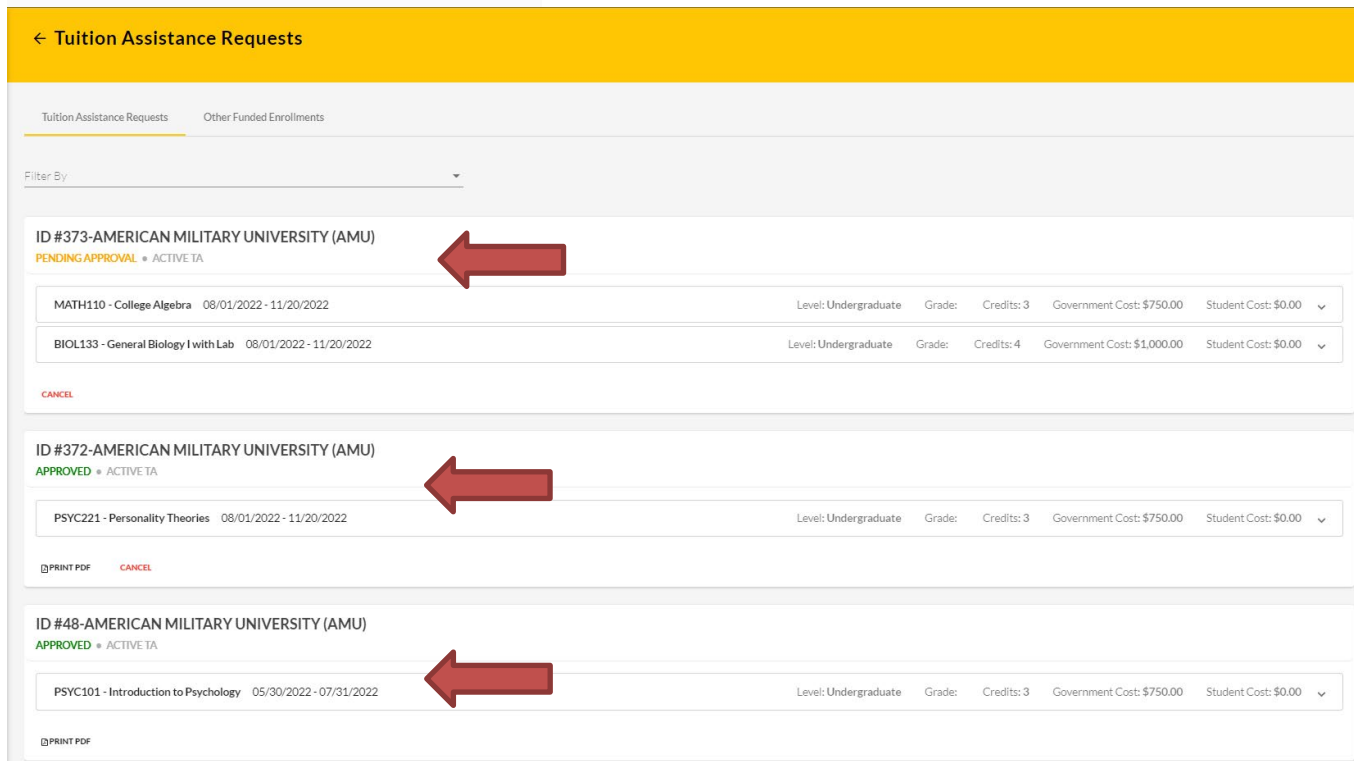 ← Tuition Assistance Requests
Tuition Assistance Requests Other Funded Enrollments
Filter By
ID #373-AMERICAN MILITARY UNIVERSITY (AMU)
PENDING APPROVAL • ACTIVE TA
MATH110 - College Algebra 08/01/2022 - 11/20/2022 Level: Undergraduate Grade: Credits: 3 Government Cost: $750.00 Student Cost: $0.00
BIOL133 - General Biology I with Lab 08/01/2022 - 11/20/2022 Level: Undergraduate Grade: Credits: 4 Government Cost: $1,000.00 Student Cost: $0.00
CANCEL
ID #372-AMERICAN MILITARY UNIVERSITY (AMU)
APPROVED • ACTIVE TA
PSYC221 - Personality Theories 08/01/2022 - 11/20/2022 Level: Undergraduate Grade: Credits: 3 Government Cost: $750.00 Student Cost: $0.00
PRINT PDF CANCEL
ID #48-AMERICAN MILITARY UNIVERSITY (AMU)
APPROVED • ACTIVE TA
PSYC101 - Introduction to Psychology 05/30/2022 - 07/31/2022 Level: Undergraduate Grade: Credits: 3 Government Cost: $750.00 Student Cost: $0.00
PRINT PDF